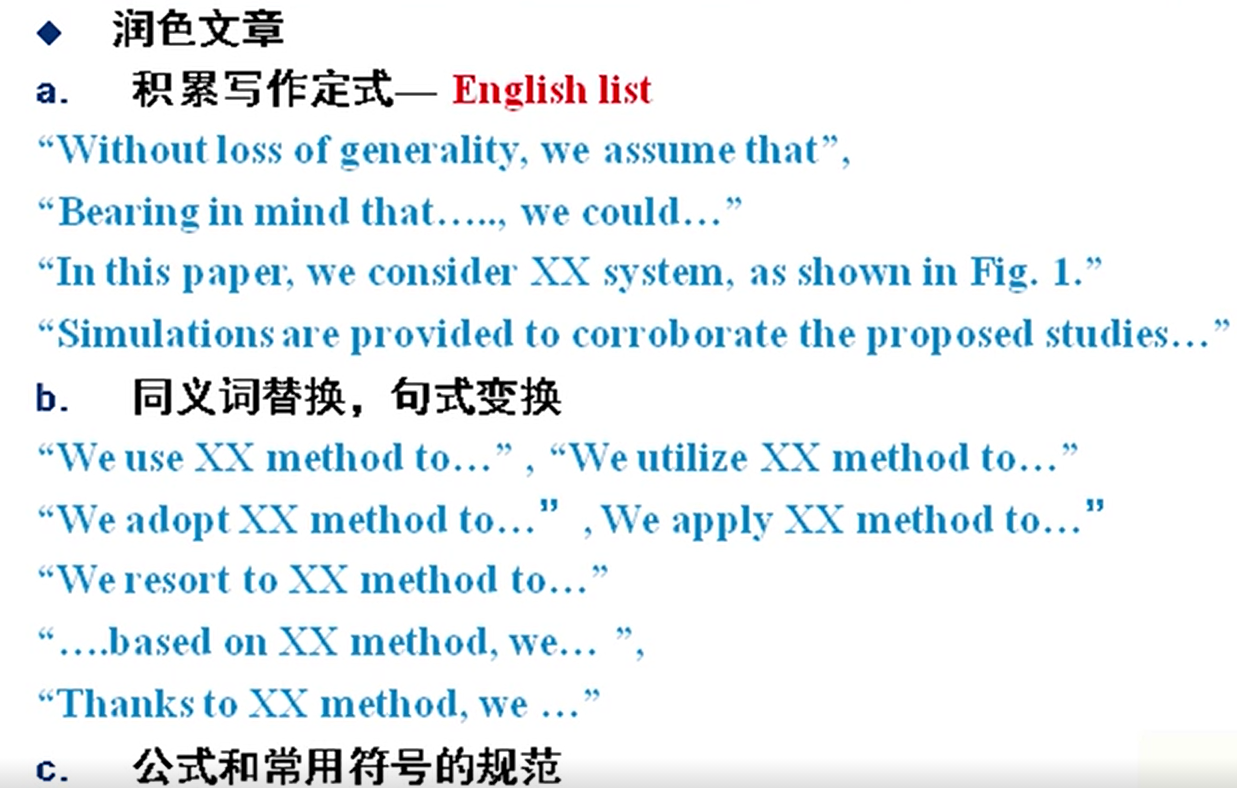 ◆ 润色文章
a. 积累写作定式— English list
“Without loss of generality, we assume that”,
“Bearing in mind that….., we could…”
“In this paper, we consider XX system, as shown in Fig. 1.”
“Simulations are provided to corroborate the proposed studies…”
b. 同义词替换，句式变换
“We use XX method to…” , “We utilize XX method to…”
“We adopt XX method to…” , We apply XX method to…”
“We resort to XX method to…”
“….based on XX method, we… ”,
“Thanks to XX method, we …”
c. 公式和常用符号的规范